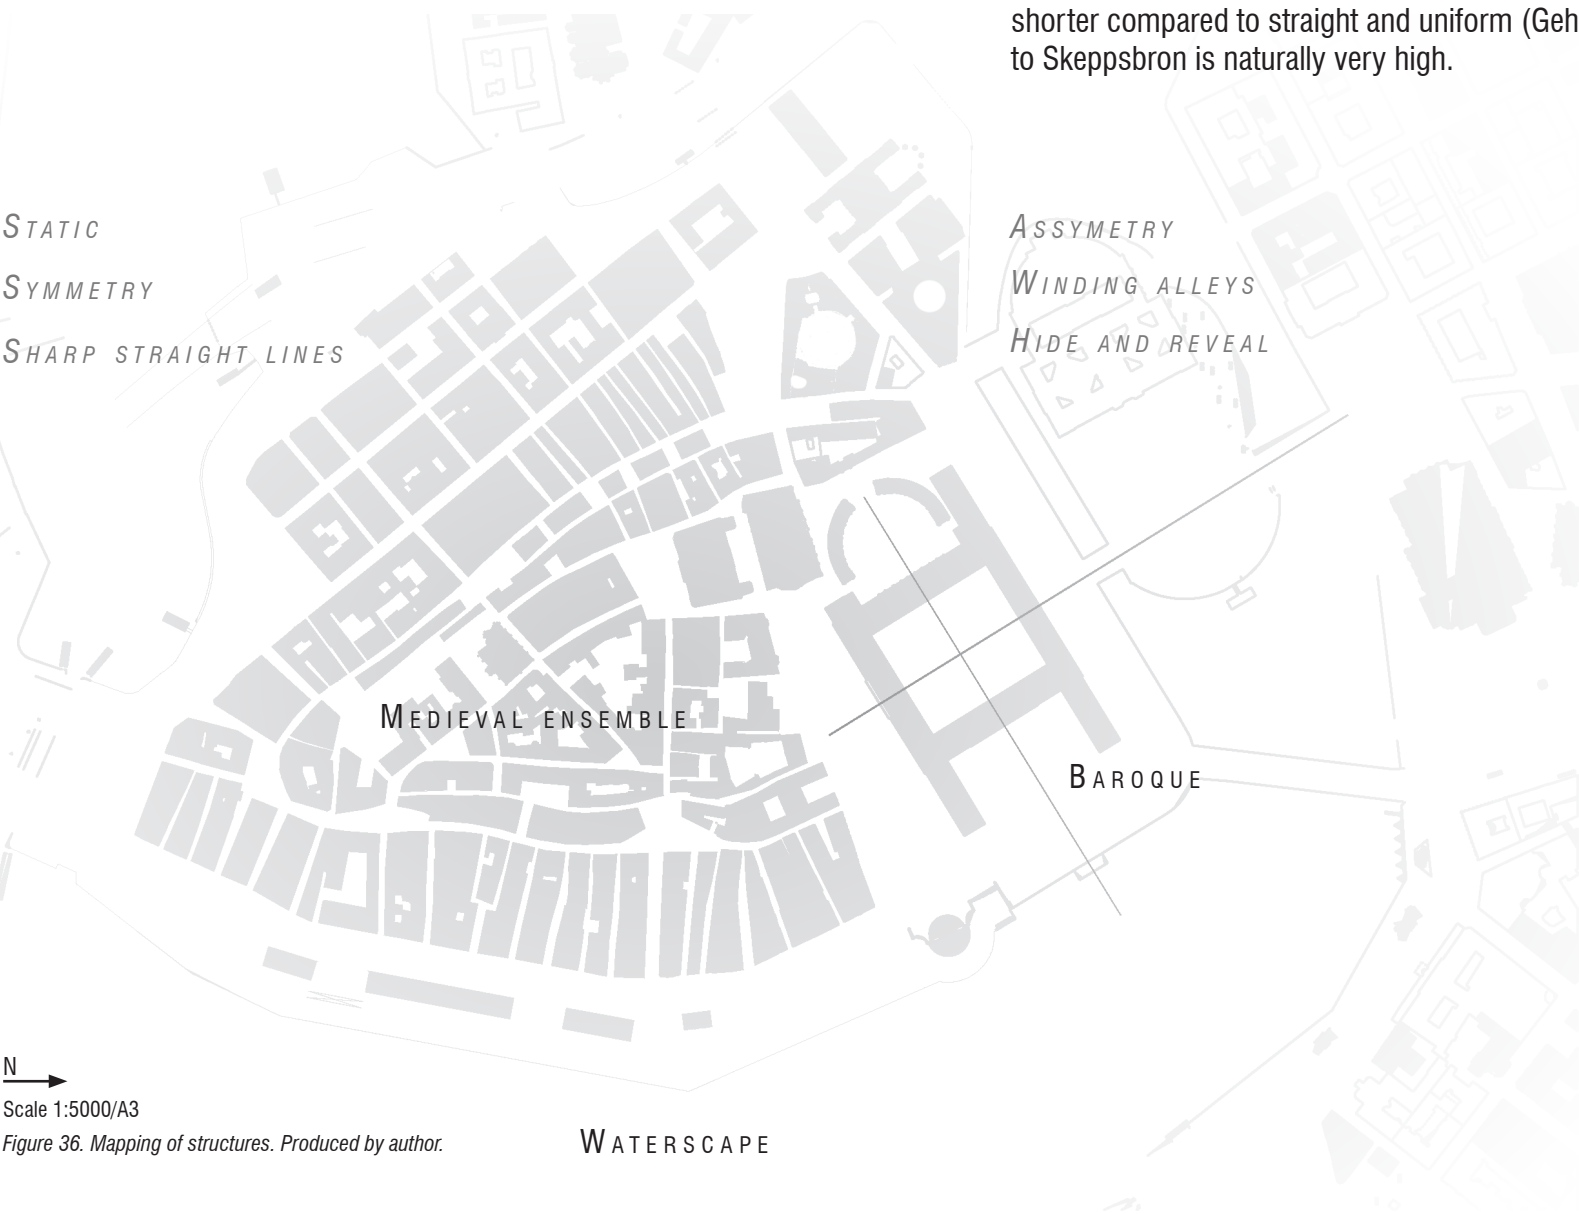 shorter compared to straight and uniform (Geh
to Skeppsbron is naturally very high.
Static
Symmetry
Sharp straight lines
Assymetry
Winding alleys
Hide and reveal
Medieval ensemble
Baroque
N
Scale 1:5000/A3
Figure 36. Mapping of structures. Produced by author.
Waterscape